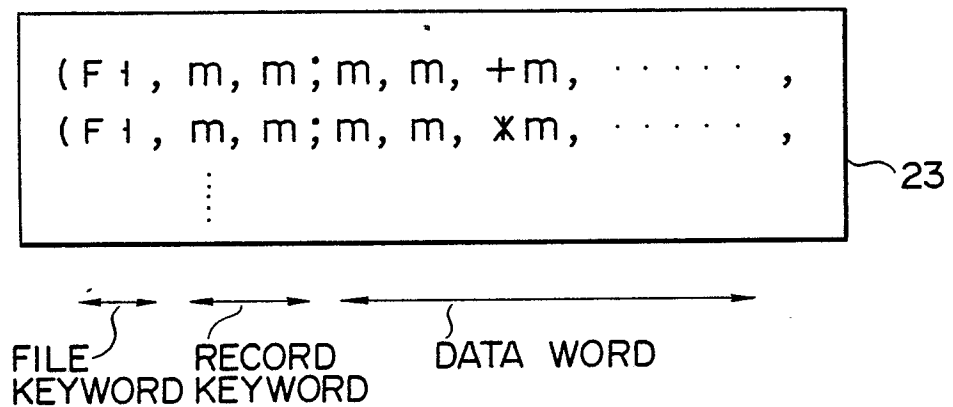 (F1, m, m; m, m, +m, ····· ,
(F1, m, m; m, m, *m, ····· ,
23
FILE KEYWORD
RECORD KEYWORD
DATA WORD